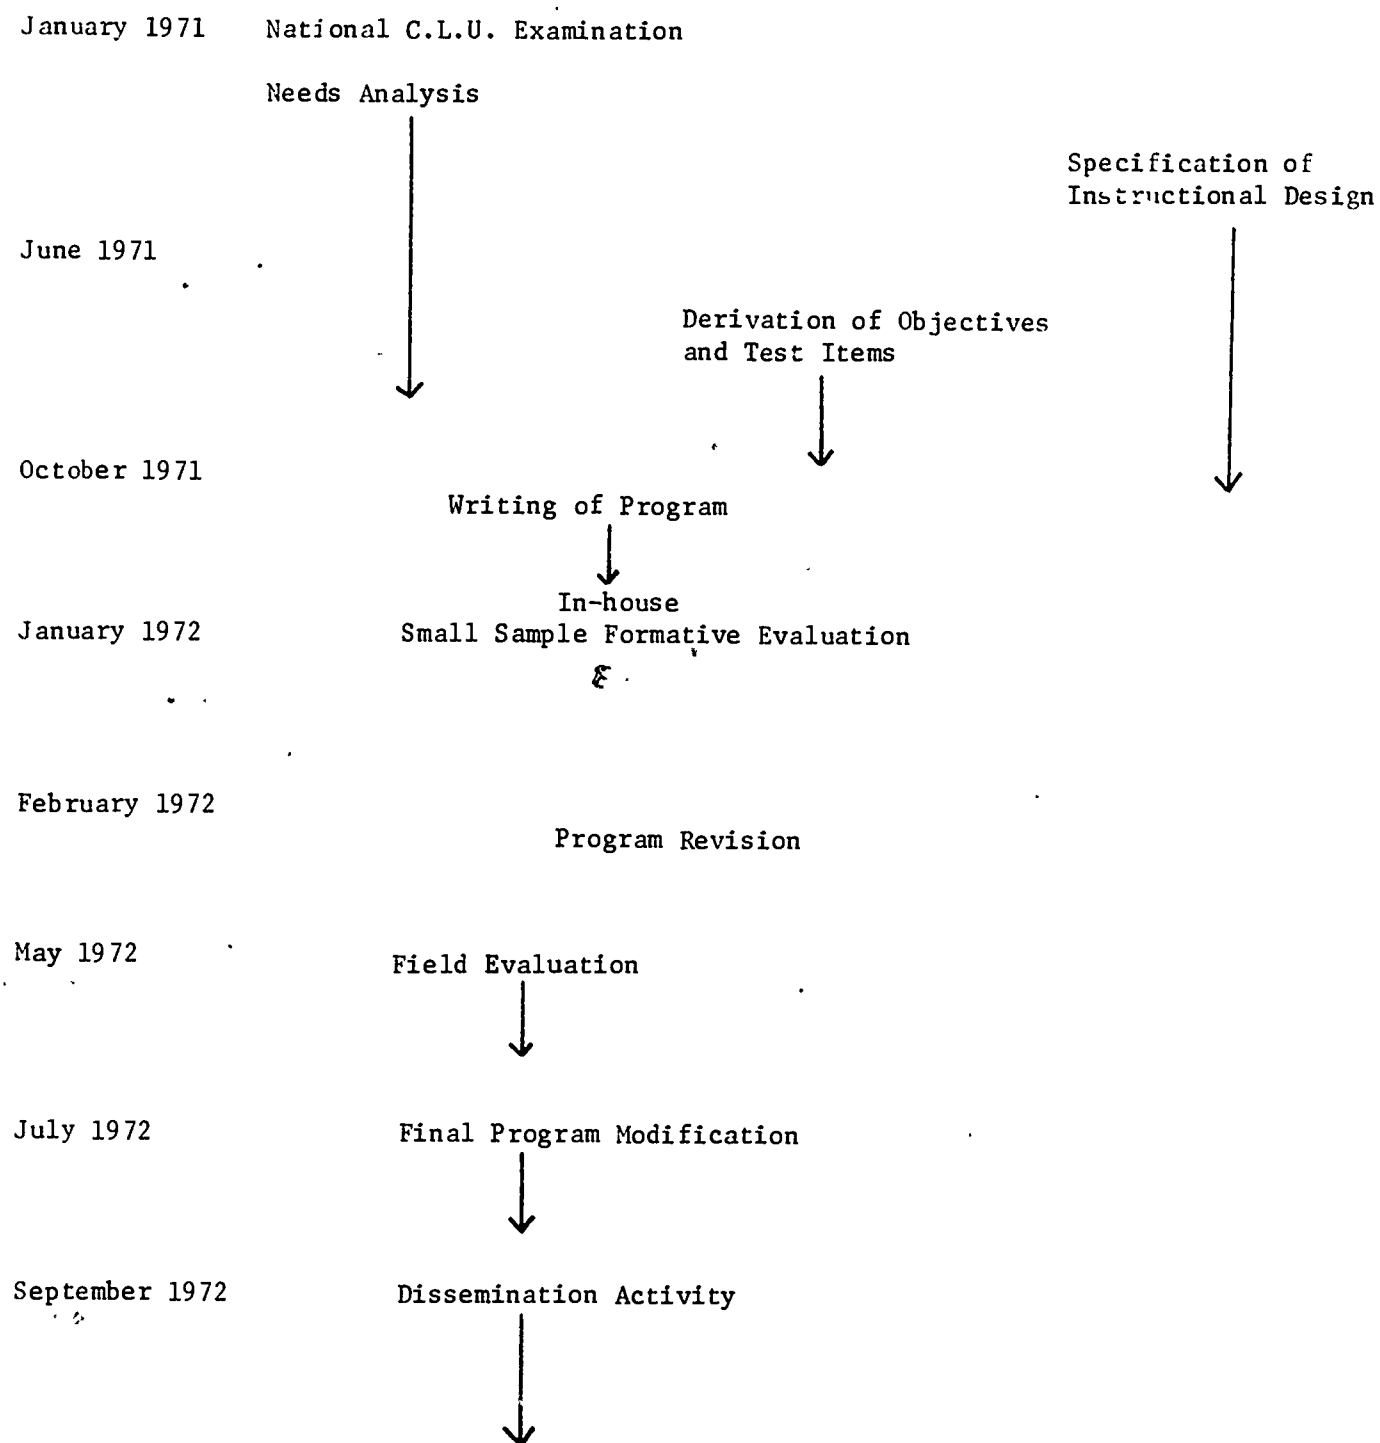 January 1971 National C.L.U. Examination
Needs Analysis
Specification of
Instructional Design
June 1971
Derivation of Objectives
and Test Items
October 1971
Writing of Program
In-house
January 1972 Small Sample Formative Evaluation
February 1972
Program Revision
May 1972 Field Evaluation
July 1972 Final Program Modification
September 1972 Dissemination Activity